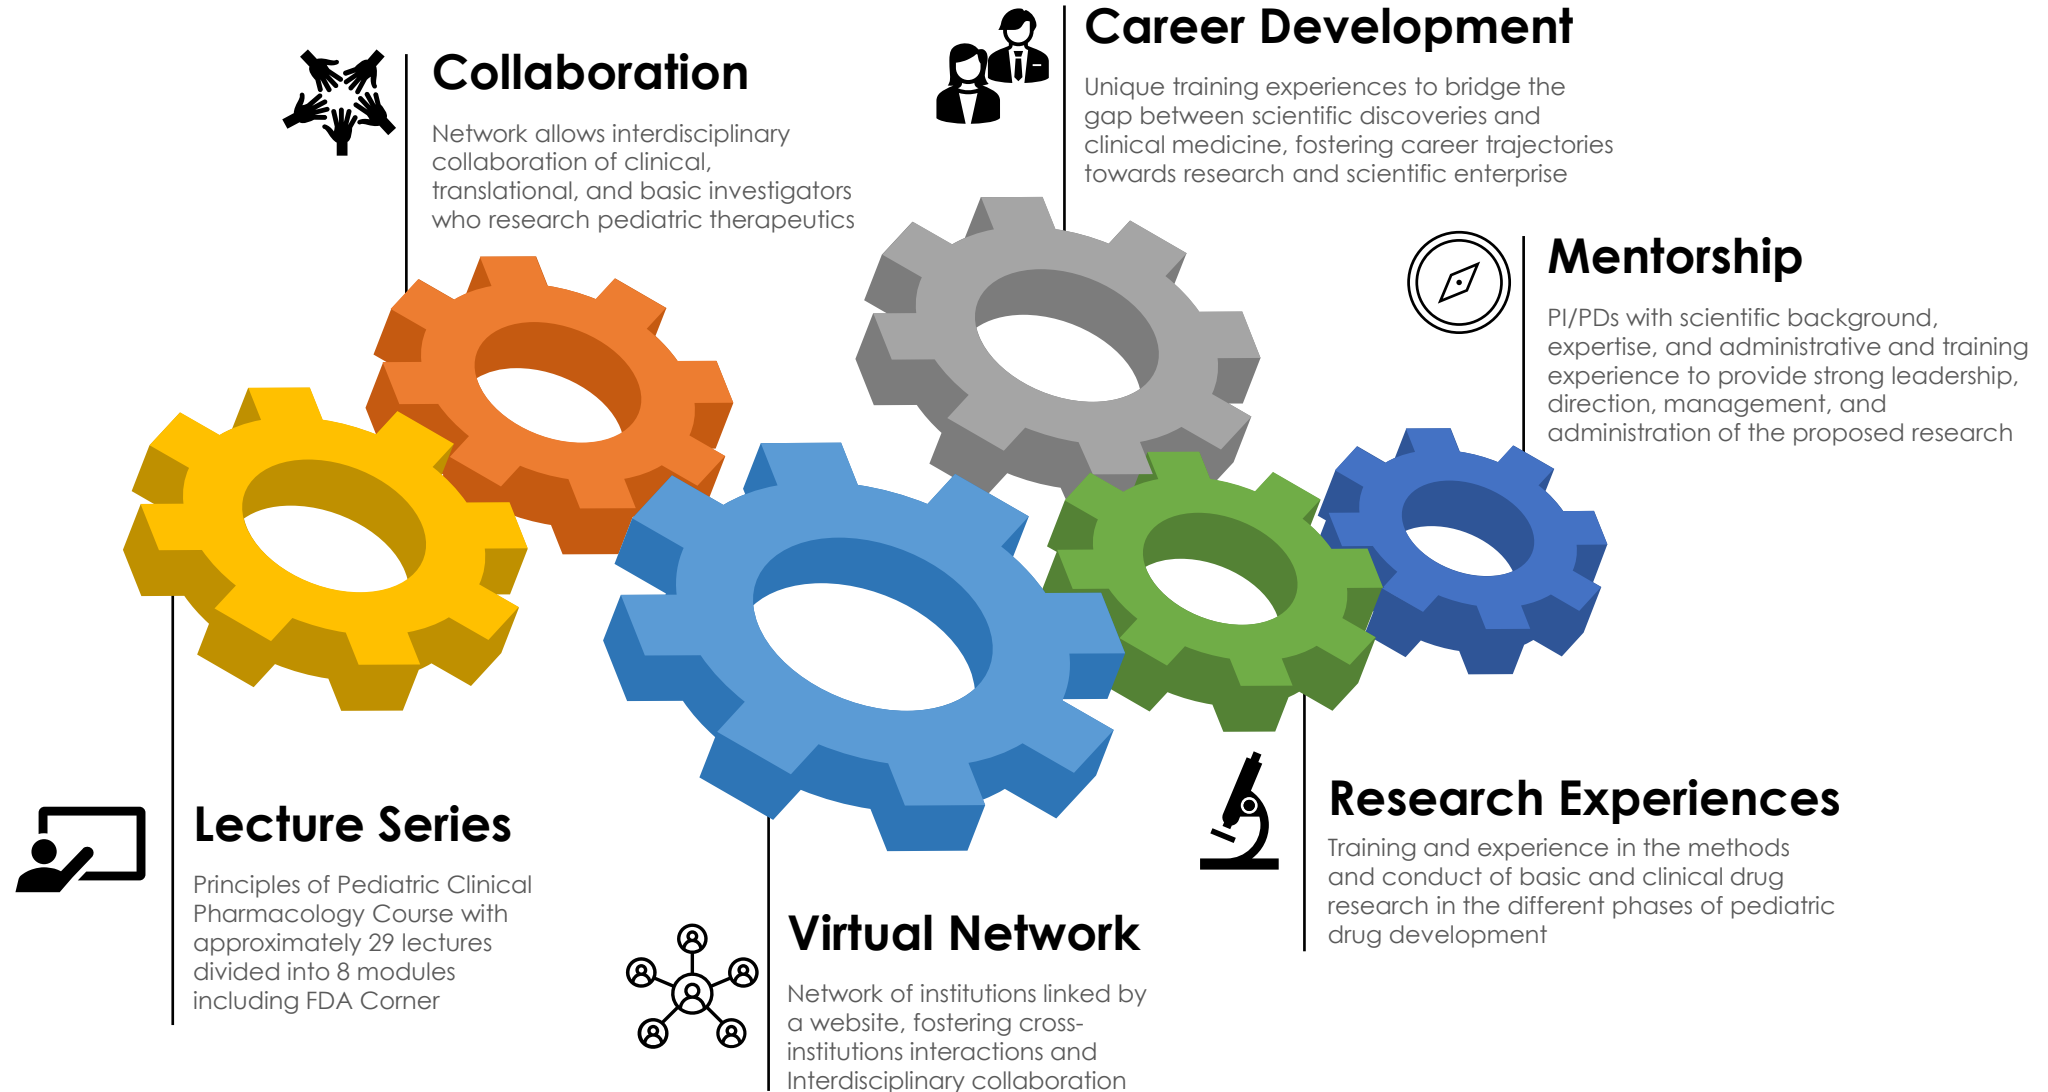 Collaboration
Network allows interdisciplinary
collaboration of clinical,
translational, and basic investigators
who research pediatric therapeutics
Career Development
Unique training experiences to bridge the
gap between scientific discoveries and
clinical medicine, fostering career trajectories
towards research and scientific enterprise
Mentorship
PI/PDs with scientific background,
expertise, and administrative and training
experience to provide strong leadership,
direction, management, and
administration of the proposed research
Lecture Series
Principles of Pediatric Clinical
Pharmacology Course with
approximately 29 lectures
divided into 8 modules
including FDA Corner
Virtual Network
Network of institutions linked by
a website, fostering cross-
institutions interactions and
Interdisciplinary collaboration
Research Experiences
Training and experience in the methods
and conduct of basic and clinical drug
research in the different phases of pediatric
drug development